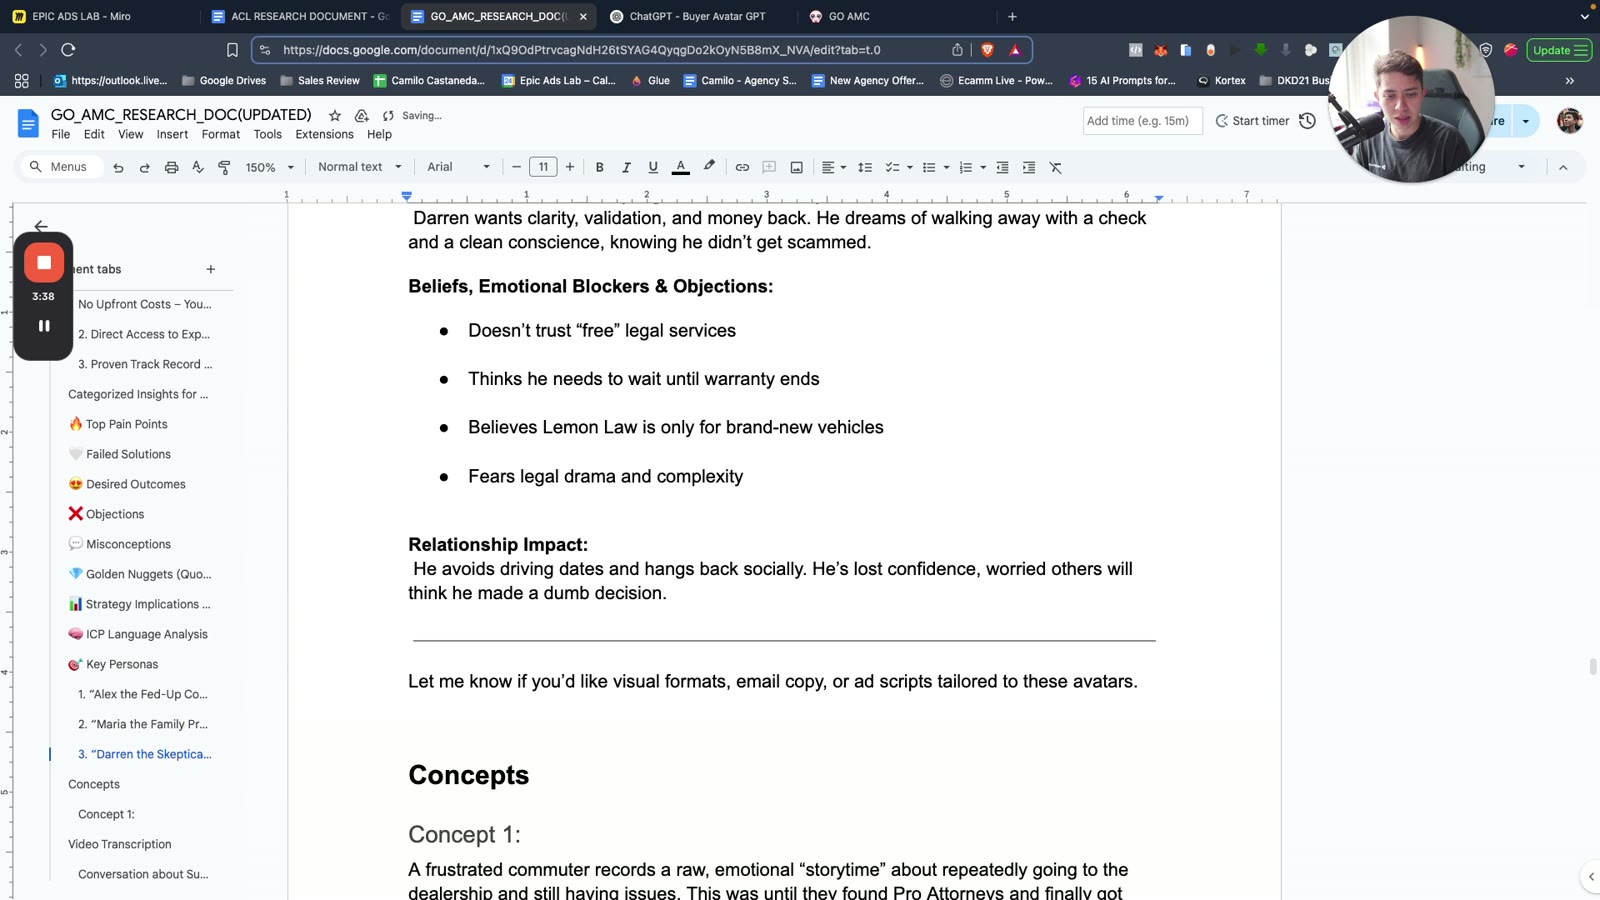 EPIC ADS LAB - Miro
ACL RESEARCH DOCUMENT - Go
GO_AMC_RESEARCH_DOC(U
ChatGPT - Buyer Avatar GPT
GO AMC
https://docs.google.com/document/d/1xQ9OdPtrvcagNdH26tSYAG4QyqgDo2kOyN5B8mX_NVA/edit?tab=t.0
Update
https://outlook.live...
Google Drives
Sales Review
Camilo Castaneda...
Epic Ads Lab – Cal...
Glue
Camilo - Agency S...
New Agency Offer...
Ecamm Live - Pow...
15 AI Prompts for...
Kortex
DKD21 Bus
GO_AMC_RESEARCH_DOC(UPDATED)
Saving...
File Edit View Insert Format Tools Extensions Help
Add time (e.g. 15m)
Start timer
Menus
150%
Normal text
Arial
11
1 1 2 3 4 5 6 7
ent tabs
3:38
No Upfront Costs – You...
2. Direct Access to Exp...
3. Proven Track Record ...
Categorized Insights for ...
🔥 Top Pain Points
🤍 Failed Solutions
😍 Desired Outcomes
❌ Objections
💬 Misconceptions
💎 Golden Nuggets (Quo...
📊 Strategy Implications ...
🧠 ICP Language Analysis
🎯 Key Personas
1. “Alex the Fed-Up Co...
2. “Maria the Family Pr...
3. “Darren the Skeptica...
Concepts
Concept 1:
Video Transcription
Conversation about Su...
Darren wants clarity, validation, and money back. He dreams of walking away with a check
and a clean conscience, knowing he didn’t get scammed.
Beliefs, Emotional Blockers & Objections:
● Doesn’t trust “free” legal services
● Thinks he needs to wait until warranty ends
● Believes Lemon Law is only for brand-new vehicles
● Fears legal drama and complexity
Relationship Impact:
He avoids driving dates and hangs back socially. He’s lost confidence, worried others will
think he made a dumb decision.
Let me know if you’d like visual formats, email copy, or ad scripts tailored to these avatars.
Concepts
Concept 1:
A frustrated commuter records a raw, emotional “storytime” about repeatedly going to the
dealership and still having issues. This was until they found Pro Attorneys and finally got